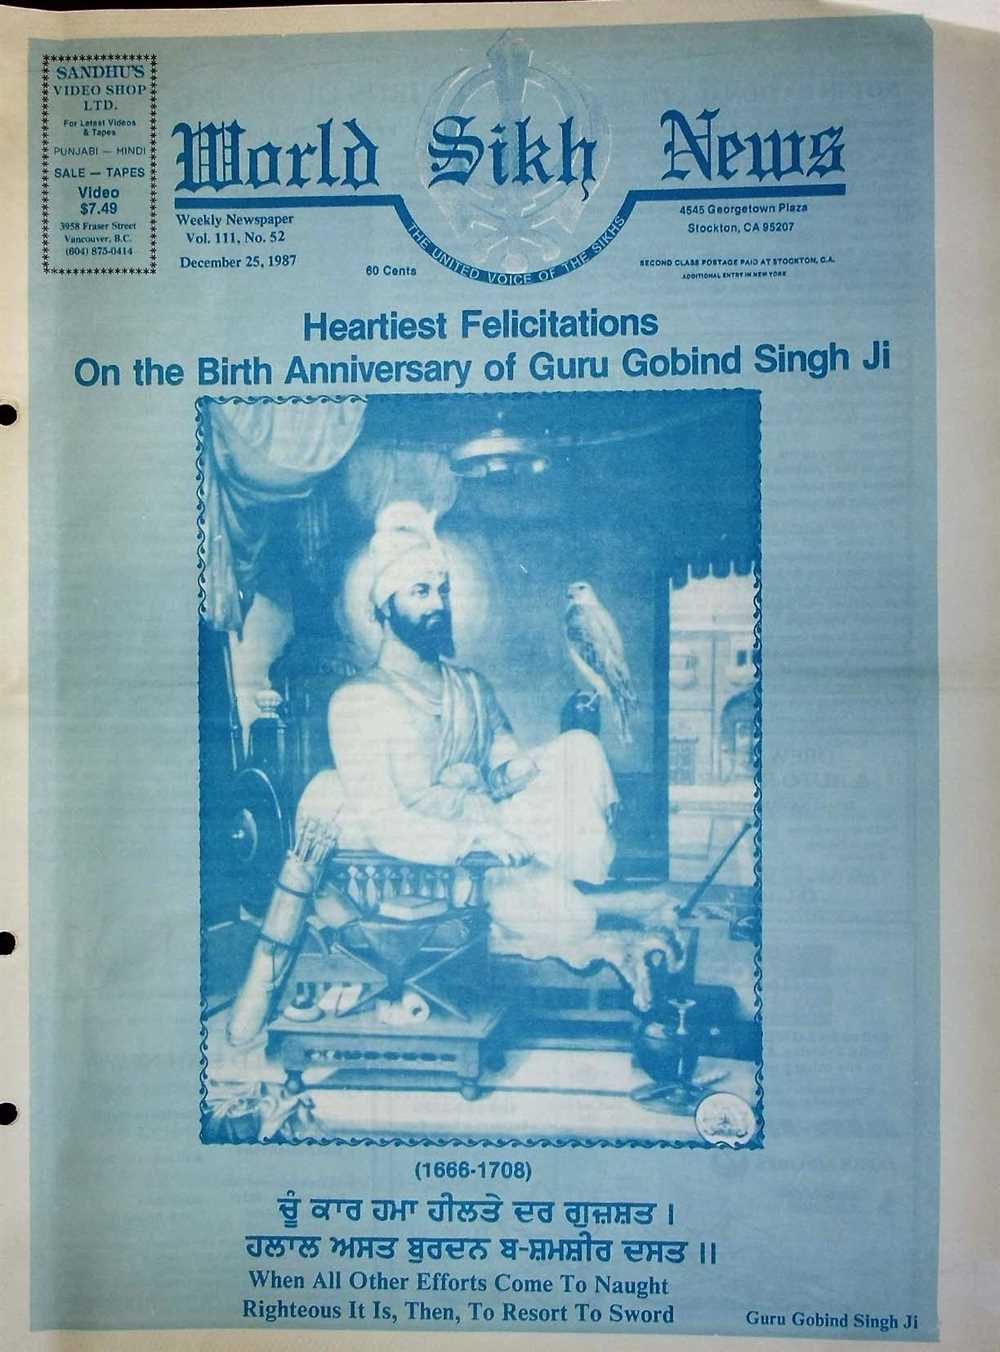 SANDHU'S
VIDEO SHOP
LTD.
For Latest Videos
& Tapes
PUNJABI — HINDI
SALE — TAPES
Video
$7.49
3958 Fraser Street
Vancouver, B.C.
(604) 875-0414
World Sikh News
THE UNITED VOICE OF THE SIKHS
Weekly Newspaper
Vol. 111, No. 52
December 25, 1987
60 Cents
4545 Georgetown Plaza
Stockton, CA 95207
SECOND CLASS POSTAGE PAID AT STOCKTON, C.A.
ADDITIONAL ENTRY IN NEW YORK
Heartiest Felicitations
On the Birth Anniversary of Guru Gobind Singh Ji
(1666-1708)
ਚੂੰ ਕਾਰ ਹਮਾ ਹੀਲਤੇ ਦਰ ਗੁਜ਼ਸ਼ਤ ।
ਹਲਾਲ ਅਸਤ ਬੁਰਦਨ ਬ-ਸ਼ਮਸ਼ੀਰ ਦਸਤ ।।
When All Other Efforts Come To Naught
Righteous It Is, Then, To Resort To Sword
Guru Gobind Singh Ji